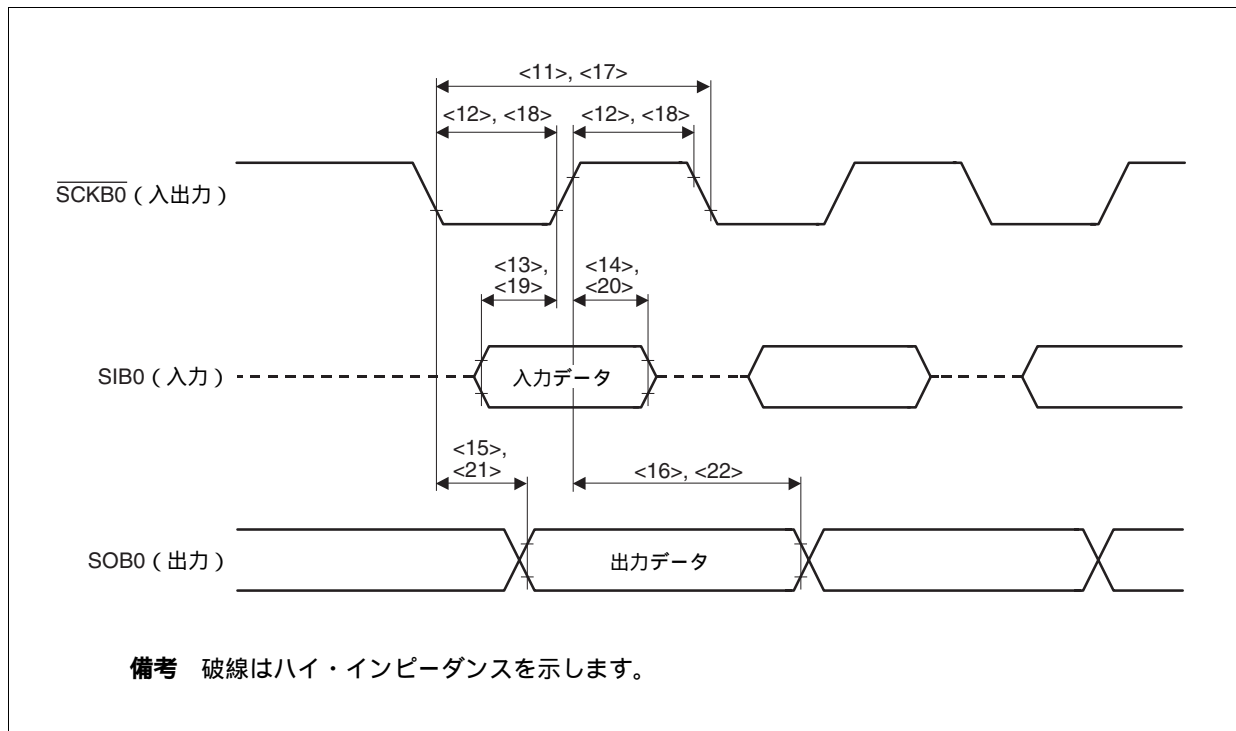 <11>, <17>
<12>, <18>
<12>, <18>
SCKB0（入出力）
<13>,
<19>
<14>,
<20>
SIB0（入力）
入力データ
<15>,
<21>
<16>, <22>
SOB0（出力）
出力データ
備考 破線はハイ・インピーダンスを示します。